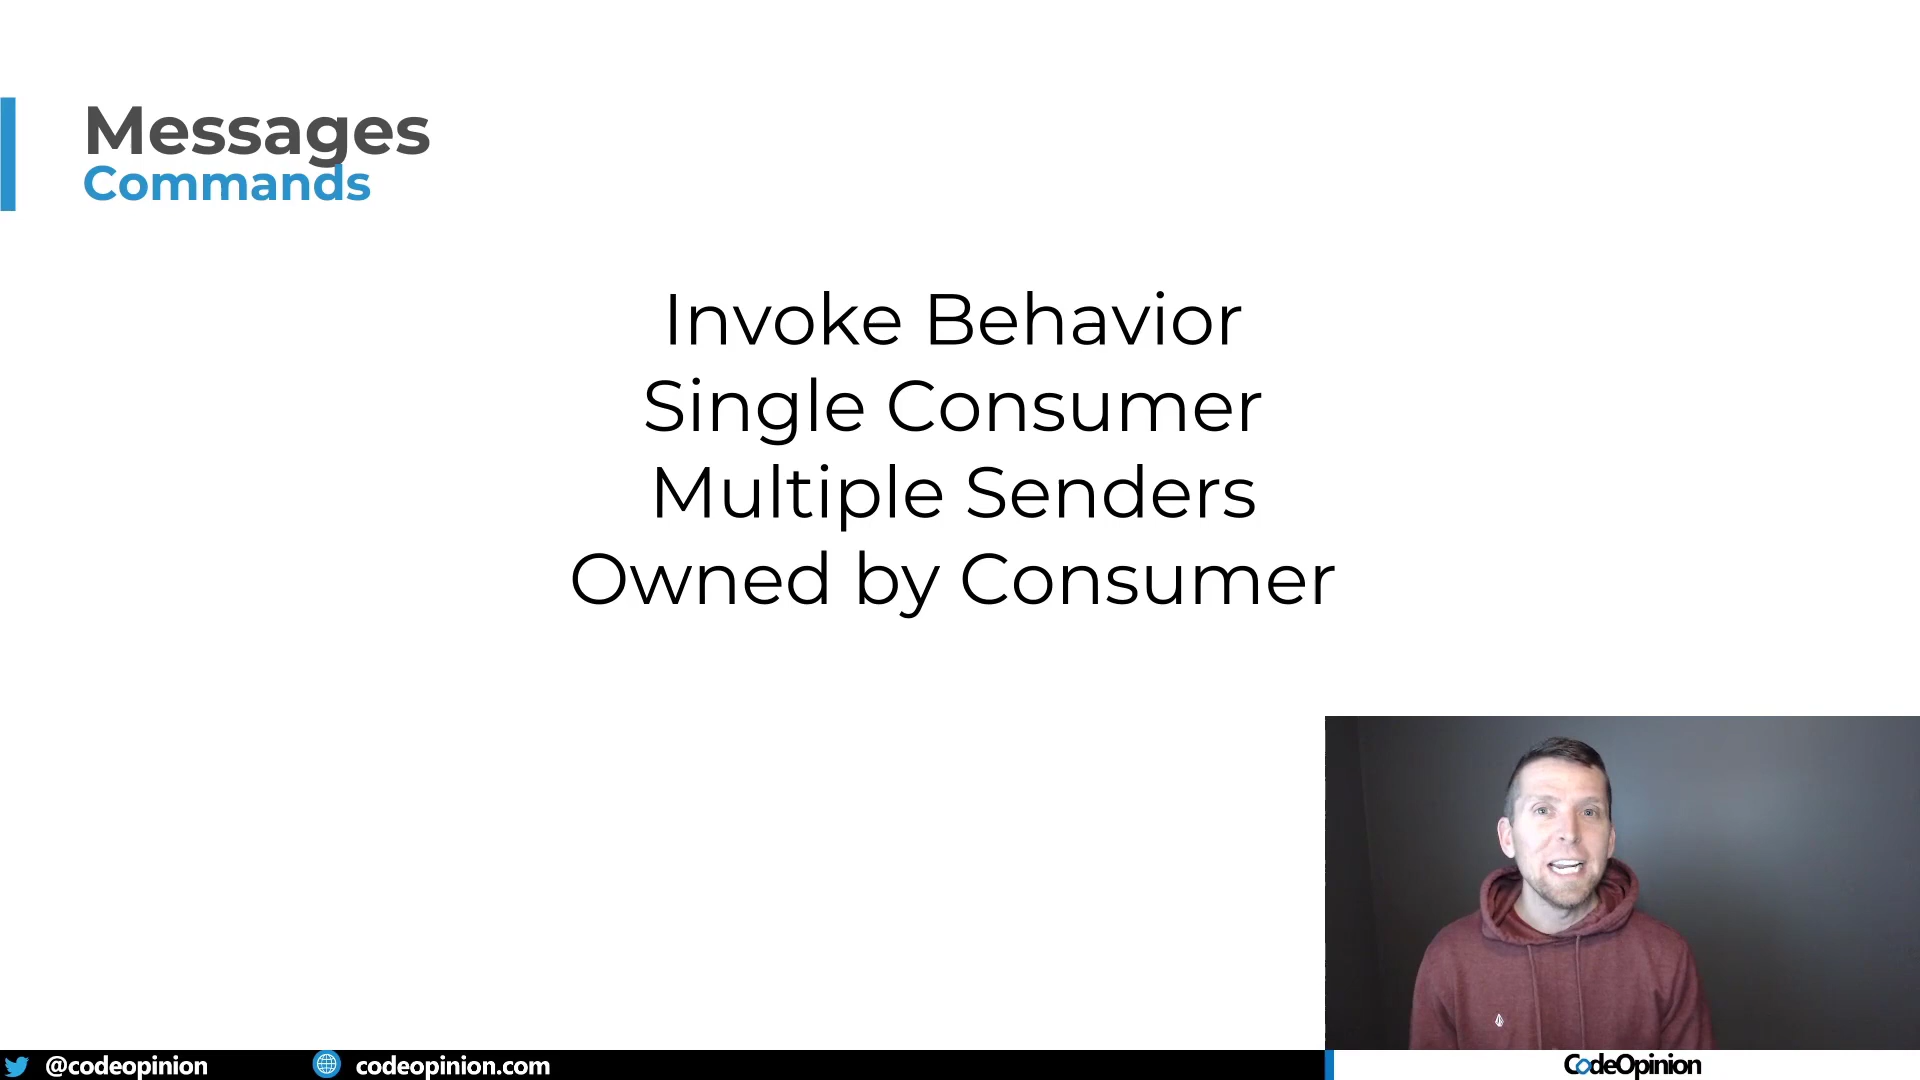 Messages
Commands
Invoke Behavior
Single Consumer
Multiple Senders
Owned by Consumer
@codeopinion
codeopinion.com
CodeOpinion